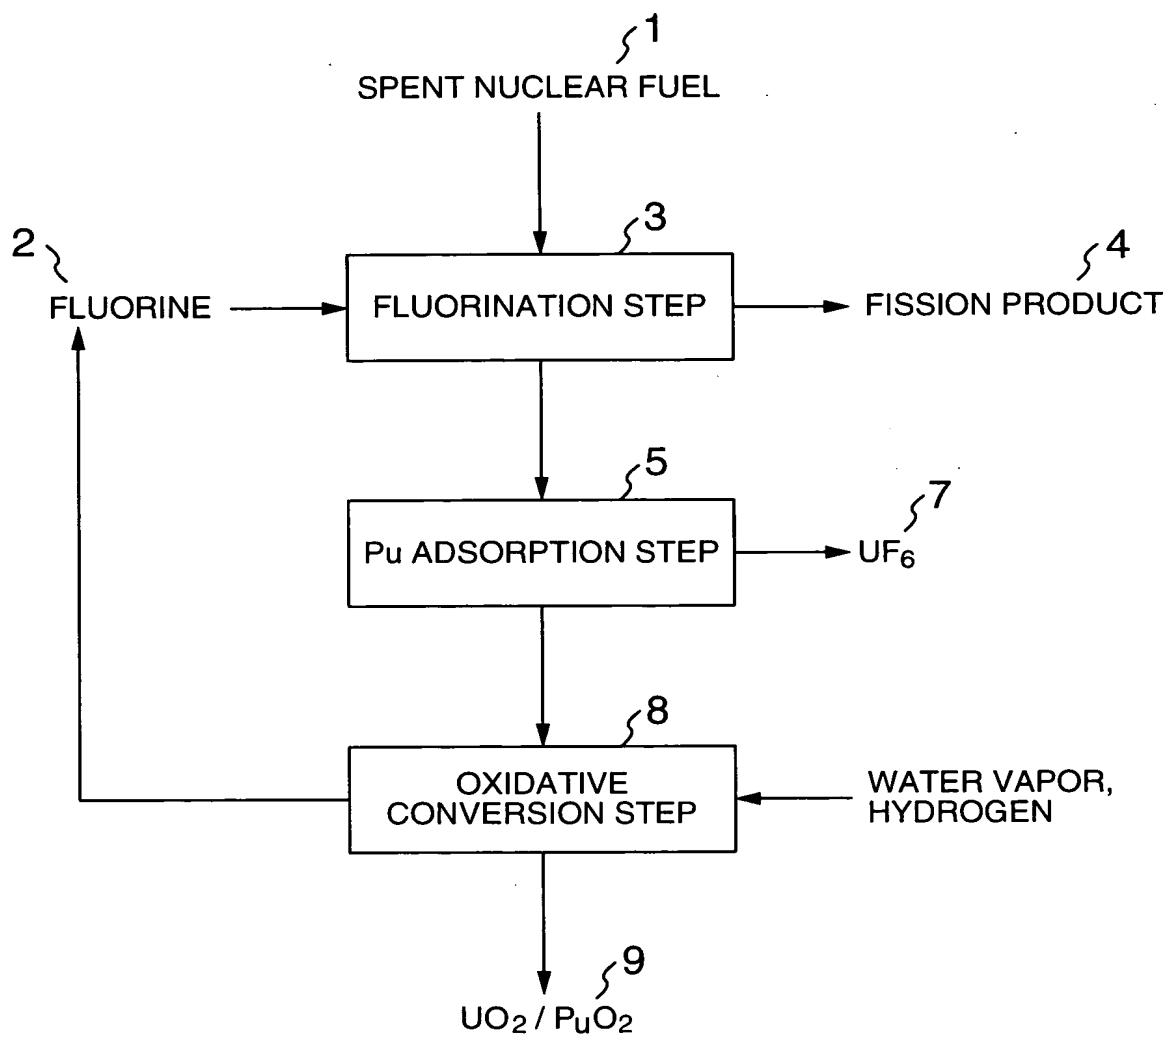 1
SPENT NUCLEAR FUEL
3
2
4
FLUORINE
FLUORINATION STEP
FISSION PRODUCT
5
7
Pu ADSORPTION STEP
UF6
8
OXIDATIVE
CONVERSION STEP
WATER VAPOR,
HYDROGEN
9
UO2 / PuO2